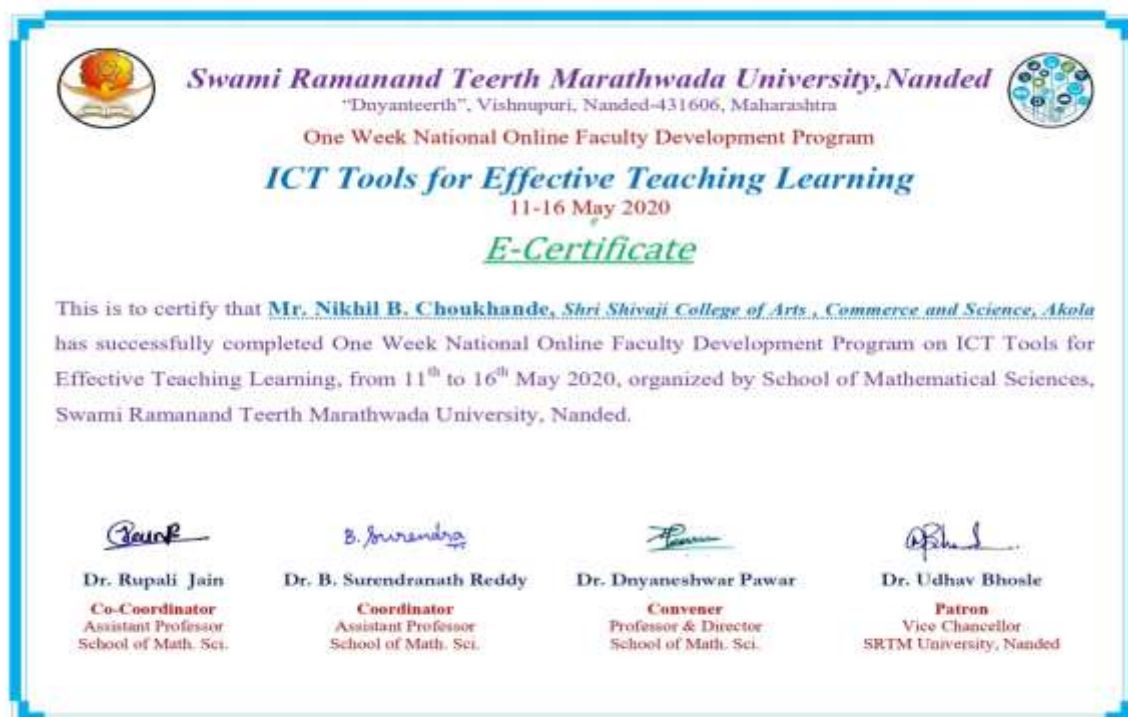 Swami Ramanand Teerth Marathwada University,Nanded
"Dnyanteerth", Vishnupuri, Nanded-431606, Maharashtra
One Week National Online Faculty Development Program
ICT Tools for Effective Teaching Learning
11-16 May 2020
E-Certificate
This is to certify that Mr. Nikhil B. Choukhande, Shri Shivaji College of Arts , Commerce and Science, Akola
has successfully completed One Week National Online Faculty Development Program on ICT Tools for
Effective Teaching Learning, from 11th to 16th May 2020, organized by School of Mathematical Sciences,
Swami Ramanand Teerth Marathwada University, Nanded.
B. Surendra
Dr. Rupali Jain Dr. B. Surendranath Reddy Dr. Dnyaneshwar Pawar Dr. Udhav Bhosle
Co-Coordinator Coordinator Convener Patron
Assistant Professor Assistant Professor Professor & Director Vice Chancellor
School of Math. Sci. School of Math. Sci. School of Math. Sci. SRTM University, Nanded